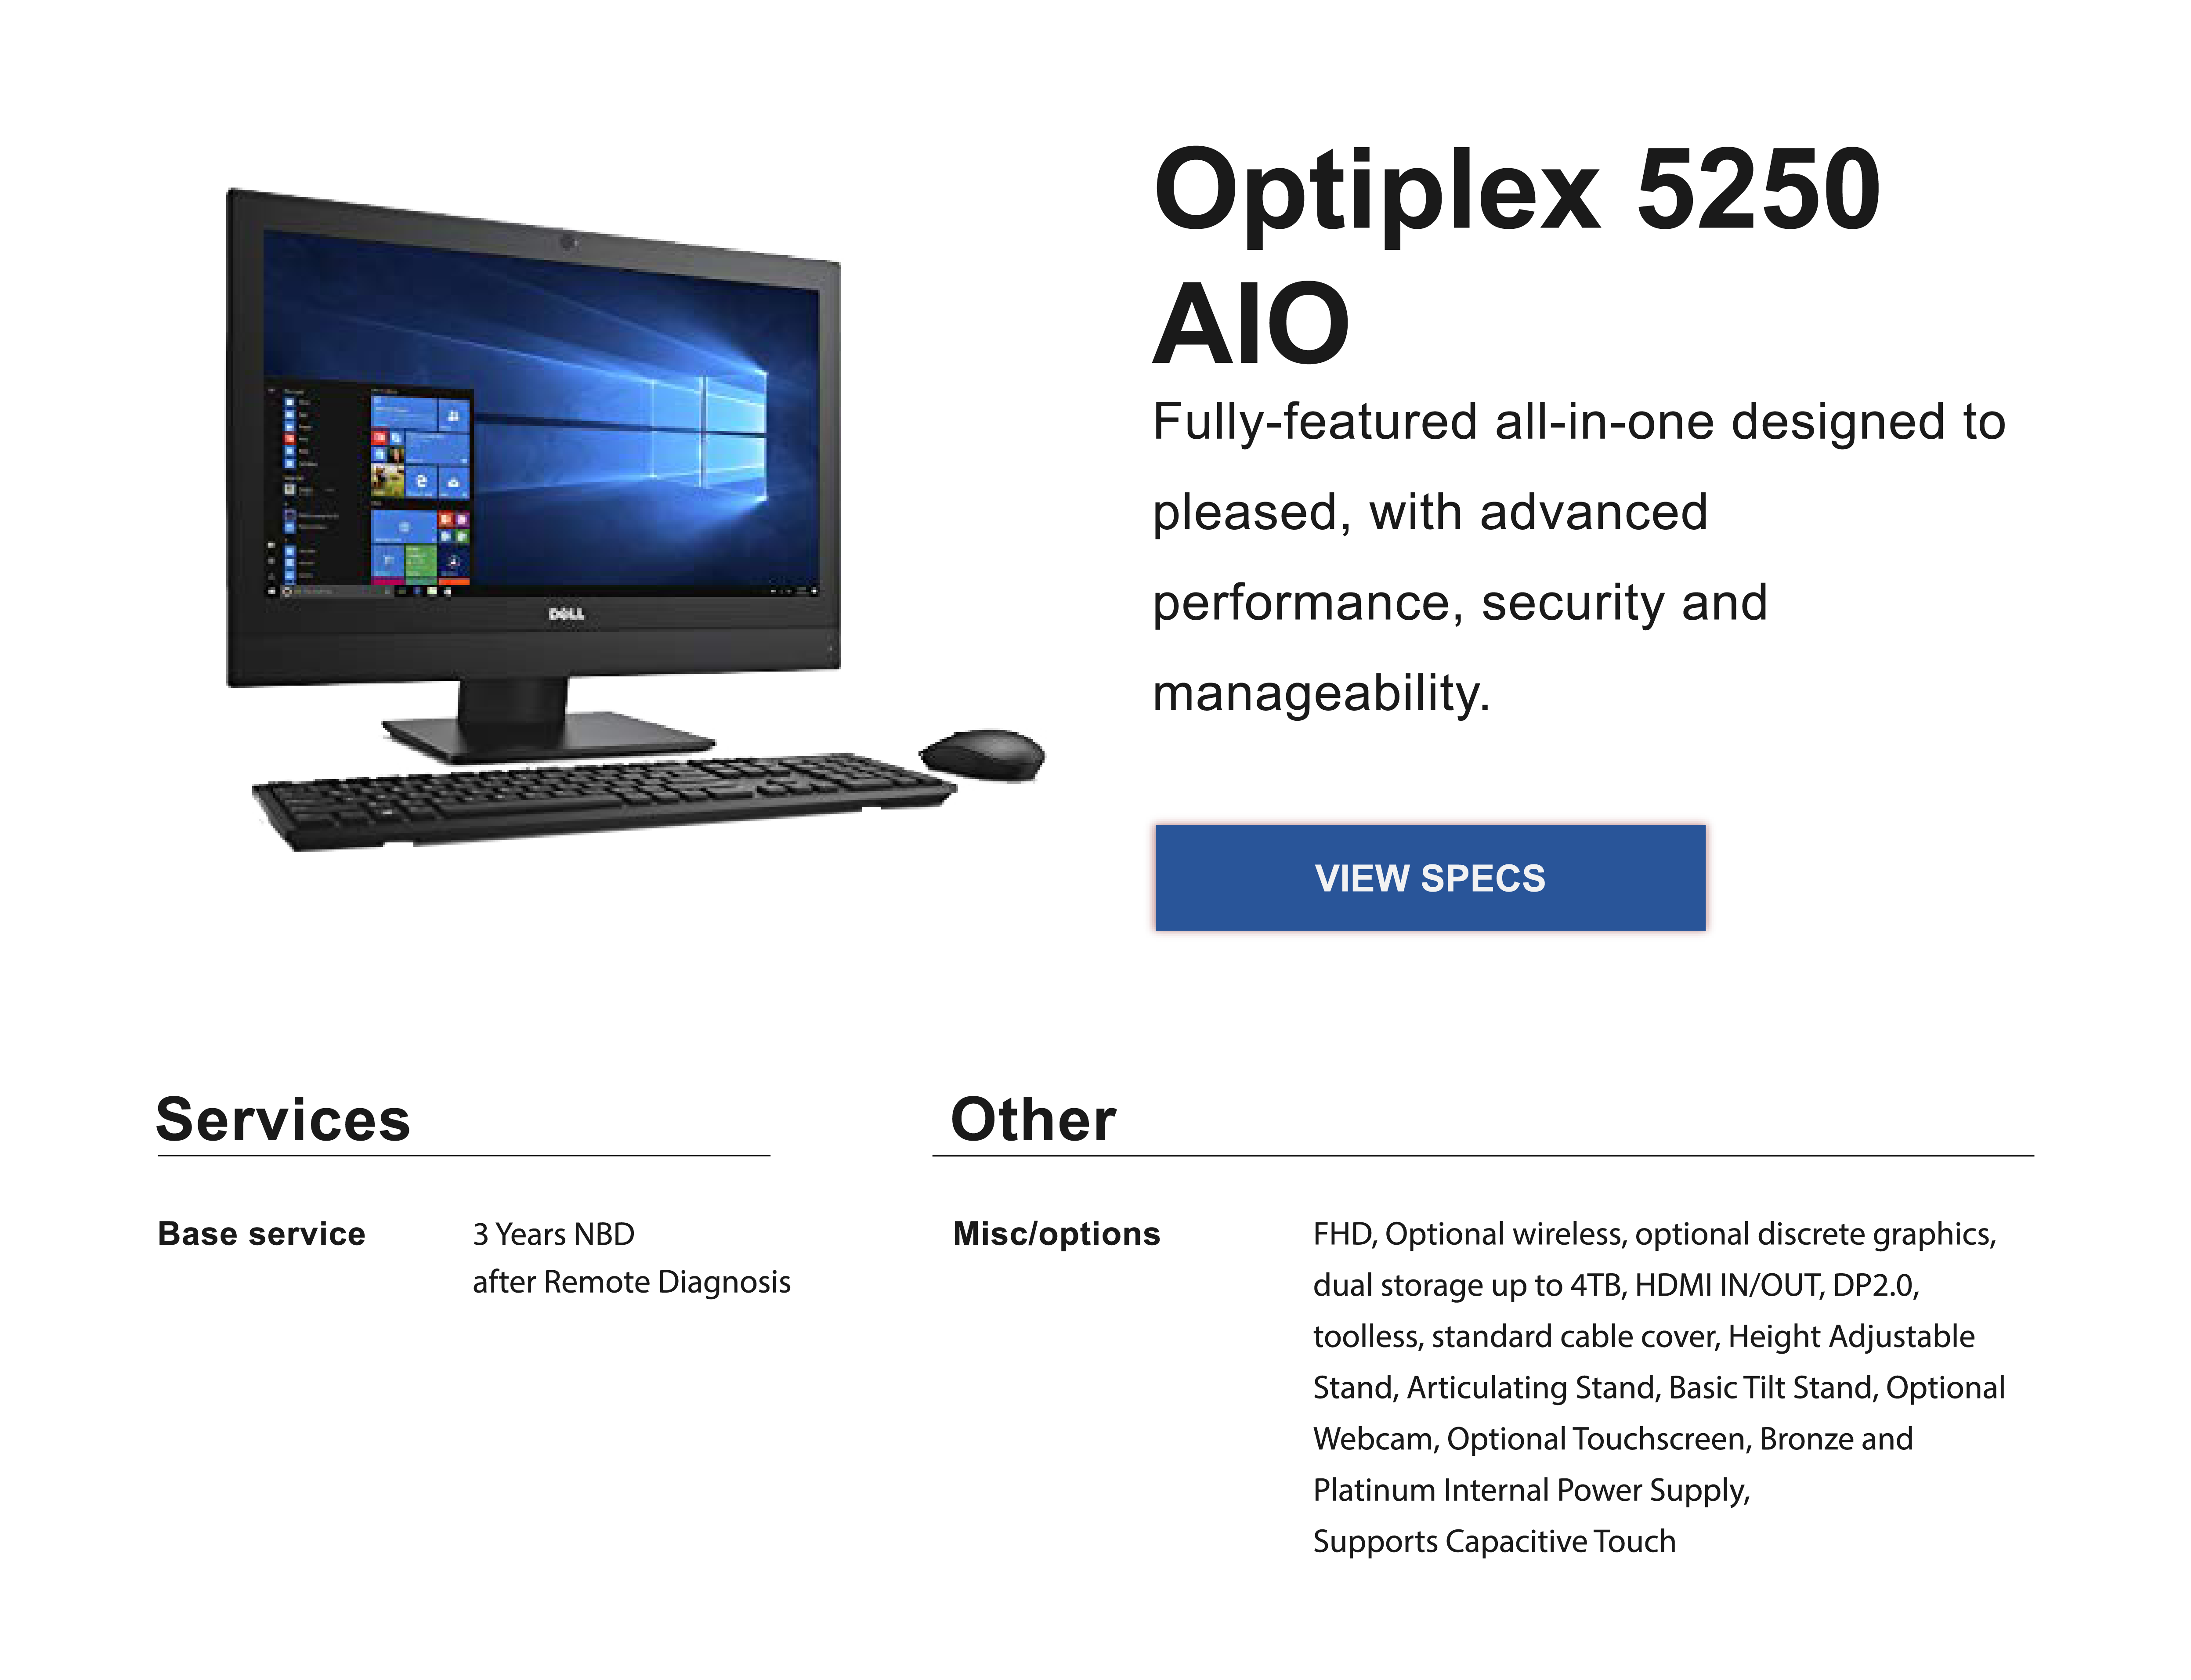 Optiplex 5250
AIO
Fully-featured all-in-one designed to
pleased, with advanced
performance, security and
manageability.
DELL
VIEW SPECS
Services
Base service
3 Years NBD
after Remote Diagnosis
Other
Misc/options
FHD, Optional wireless, optional discrete graphics,
dual storage up to 4TB, HDMI IN/OUT, DP2.0,
toolless, standard cable cover, Height Adjustable
Stand, Articulating Stand, Basic Tilt Stand, Optional
Webcam, Optional Touchscreen, Bronze and
Platinum Internal Power Supply,
Supports Capacitive Touch